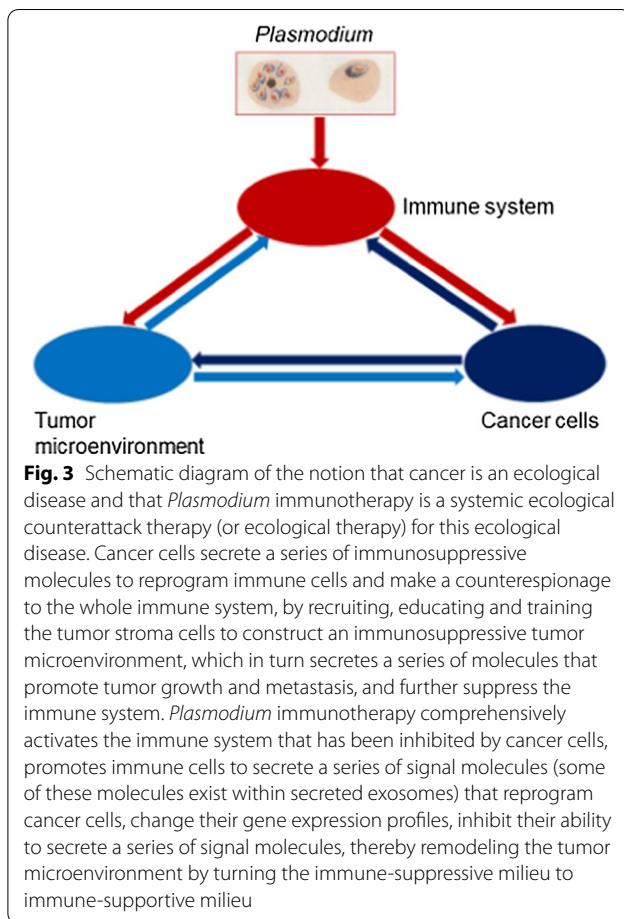 Plasmodium
Immune system
Tumor
microenvironment
Cancer cells
Fig. 3 Schematic diagram of the notion that cancer is an ecological
disease and that Plasmodium immunotherapy is a systemic ecological
counterattack therapy (or ecological therapy) for this ecological
disease. Cancer cells secrete a series of immunosuppressive
molecules to reprogram immune cells and make a counterespionage
to the whole immune system, by recruiting, educating and training
the tumor stroma cells to construct an immunosuppressive tumor
microenvironment, which in turn secretes a series of molecules that
promote tumor growth and metastasis, and further suppress the
immune system. Plasmodium immunotherapy comprehensively
activates the immune system that has been inhibited by cancer cells,
promotes immune cells to secrete a series of signal molecules (some
of these molecules exist within secreted exosomes) that reprogram
cancer cells, change their gene expression profiles, inhibit their ability
to secrete a series of signal molecules, thereby remodeling the tumor
microenvironment by turning the immune-suppressive milieu to
immune-supportive milieu